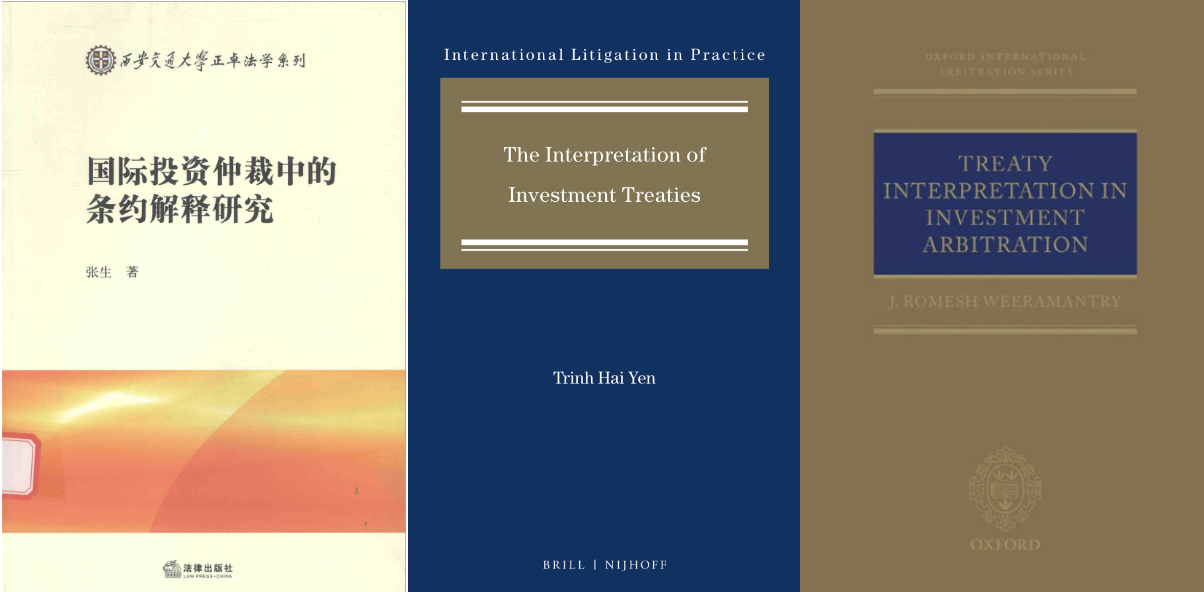 西安交通大学正卓法学系列
国际投资仲裁中的
条约解释研究
张生 著
法律出版社
LAW PRESS·CHINA
International Litigation in Practice
The Interpretation of
Investment Treaties
Trinh Hai Yen
BRILL | NIJHOFF
OXFORD INTERNATIONAL
ARBITRATION SERIES
TREATY
INTERPRETATION IN
INVESTMENT
ARBITRATION
J. ROMESH WEERAMANTRY
OXFORD